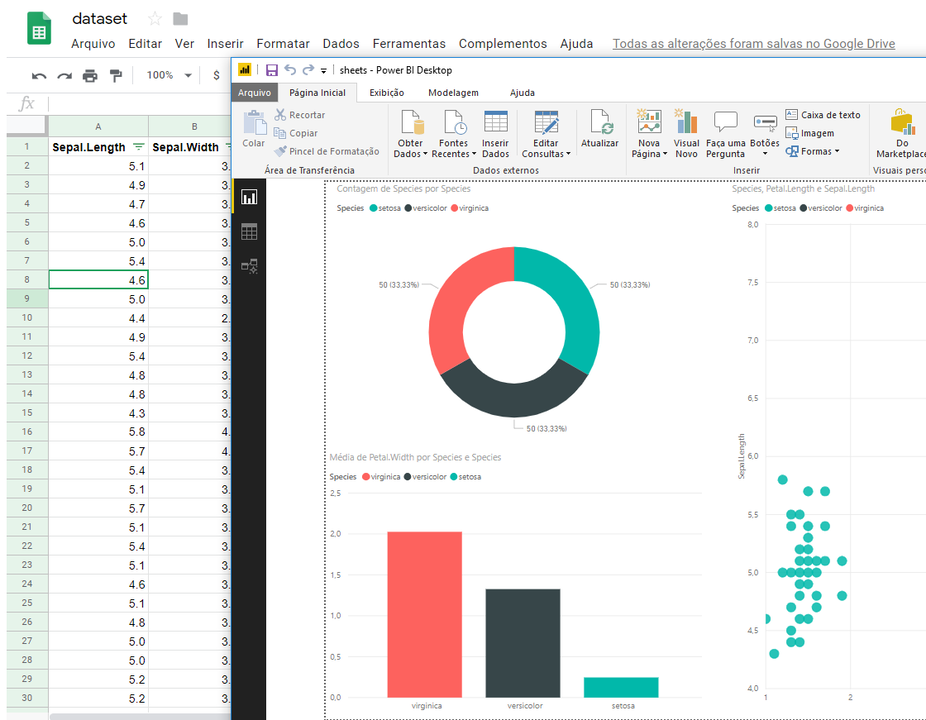 dataset
Arquivo Editar Ver Inserir Formatar Dados Ferramentas Complementos Ajuda Todas as alterações foram salvas no Google Drive
100% $
fx
A B
1 Sepal.Length Sepal.Width
2 5.1 3.
3 4.9 3.
4 4.7 3.
5 4.6 3.
6 5.0 3.
7 5.4 3.
8 4.6 3.
9 5.0 3.
10 4.4 2.
11 4.9 3.
12 5.4 3.
13 4.8 3.
14 4.8 3.
15 4.3 3.
16 5.8 4.
17 5.7 4.
18 5.4 3.
19 5.1 3.
20 5.7 3.
21 5.1 3.
22 5.4 3.
23 5.1 3.
24 4.6 3.
25 5.1 3.
26 4.8 3.
27 5.0 3.
28 5.0 3.
29 5.2 3.
30 5.2 3.
sheets - Power BI Desktop
Arquivo Página Inicial Exibição Modelagem Ajuda
Colar
Recortar
Copiar
Pincel de Formatação
Área de Transferência
Obter Dados
Fontes Recentes
Inserir Dados
Editar Consultas
Atualizar
Dados externos
Nova Página
Visual Novo
Faça uma Pergunta
Botões
Caixa de texto
Imagem
Formas
Inserir
Do Marketplace
Visuais perso
Contagem de Species por Species
Species setosa versicolor virginica
50 (33.33%)
50 (33.33%)
50 (33.33%)
Média de Petal.Width por Species e Species
Species virginica versicolor setosa
2,5
2.0
1,5
1.0
0.5
0.0
virginica versicolor setosa
Species, Petal.Length e Sepal.Length
Species setosa versicolor virginica
8.0
7.5
7.0
6.5
6.0
5.5
5.0
4.5
4.0
Sepal.Length
1 2